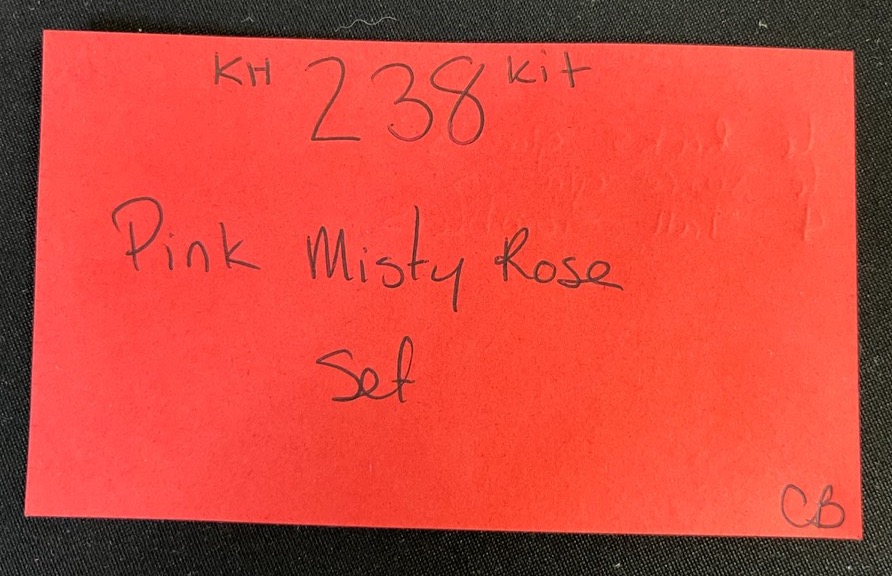 KH 238 Kit
Pink Misty Rose
Set
CB